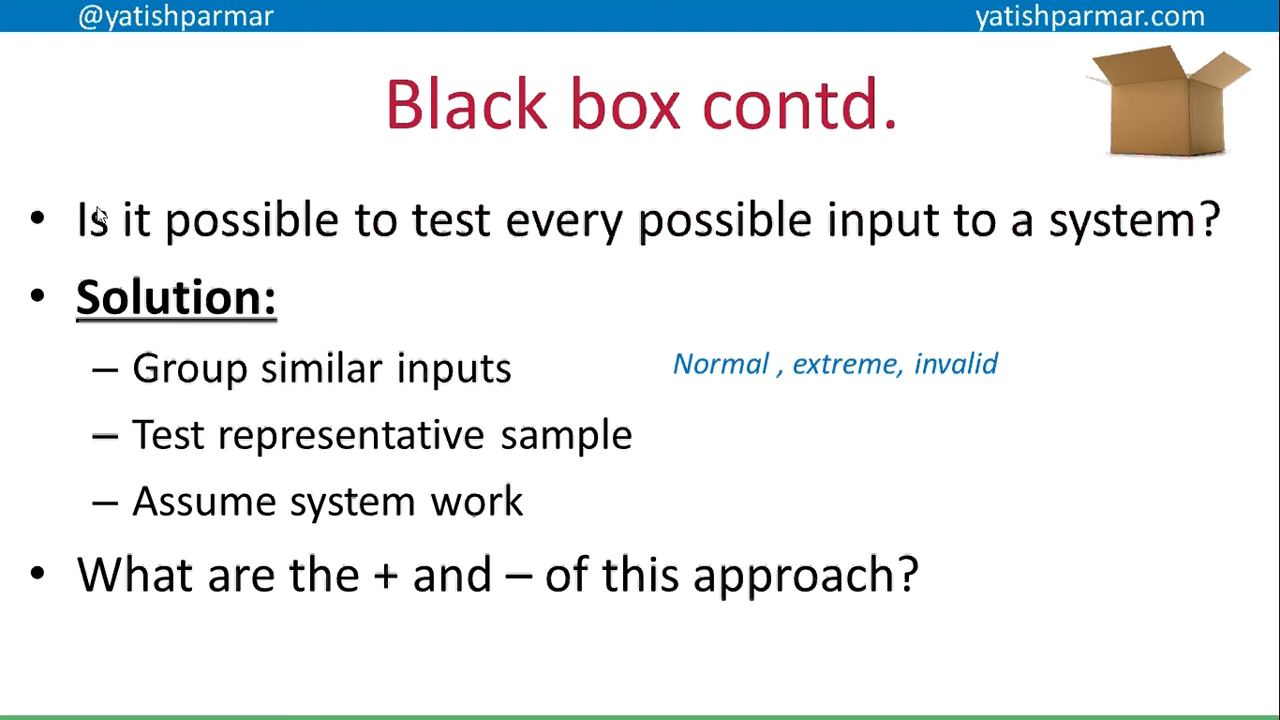 @yatishparmar
yatishparmar.com
Black box contd.
• Is it possible to test every possible input to a system?
• Solution:
– Group similar inputs
Normal , extreme, invalid
– Test representative sample
– Assume system work
• What are the + and – of this approach?